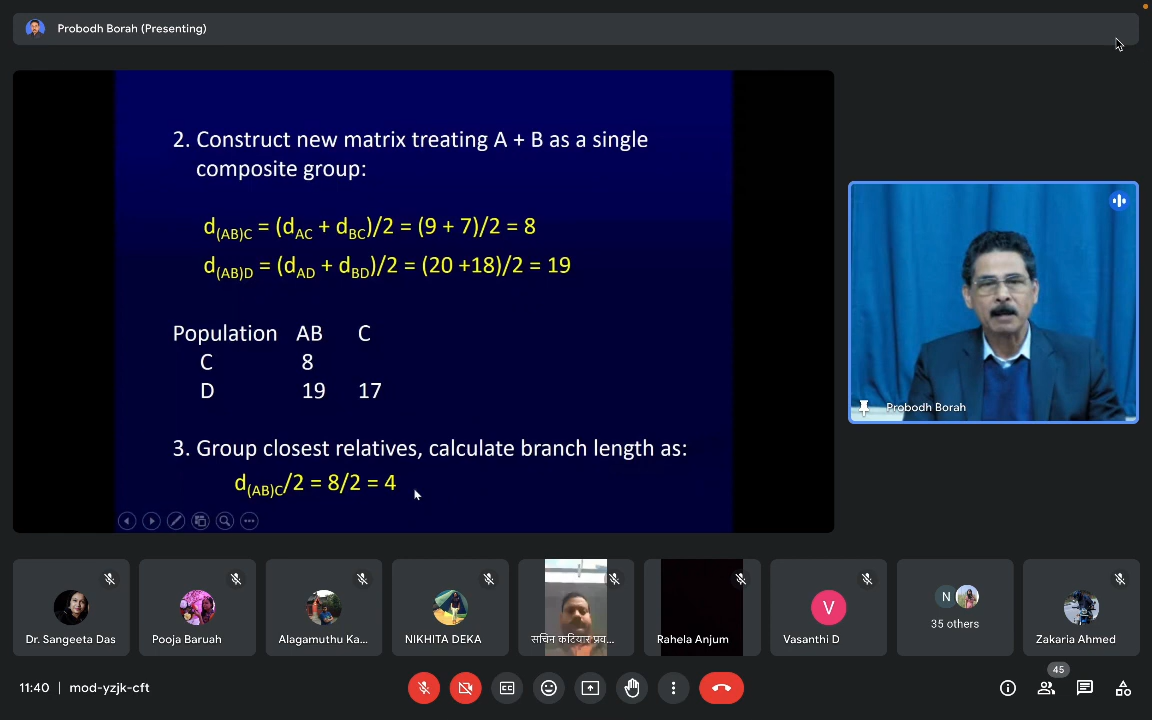 Probodh Borah (Presenting)
2. Construct new matrix treating A + B as a single
composite group:
d(AB)C = (dAC + dBC)/2 = (9 + 7)/2 = 8
d(AB)D = (dAD + dBD)/2 = (20 +18)/2 = 19
Population AB C
C 8
D 19 17
3. Group closest relatives, calculate branch length as:
d(AB)C/2 = 8/2 = 4
Probodh Borah
Dr. Sangeeta Das
Pooja Baruah
Alagamuthu Ka...
NIKHITA DEKA
सचिन कटियार प्रव...
Rahela Anjum
V
Vasanthi D
N
35 others
Zakaria Ahmed
11:40 | mod-yzjk-cft
45